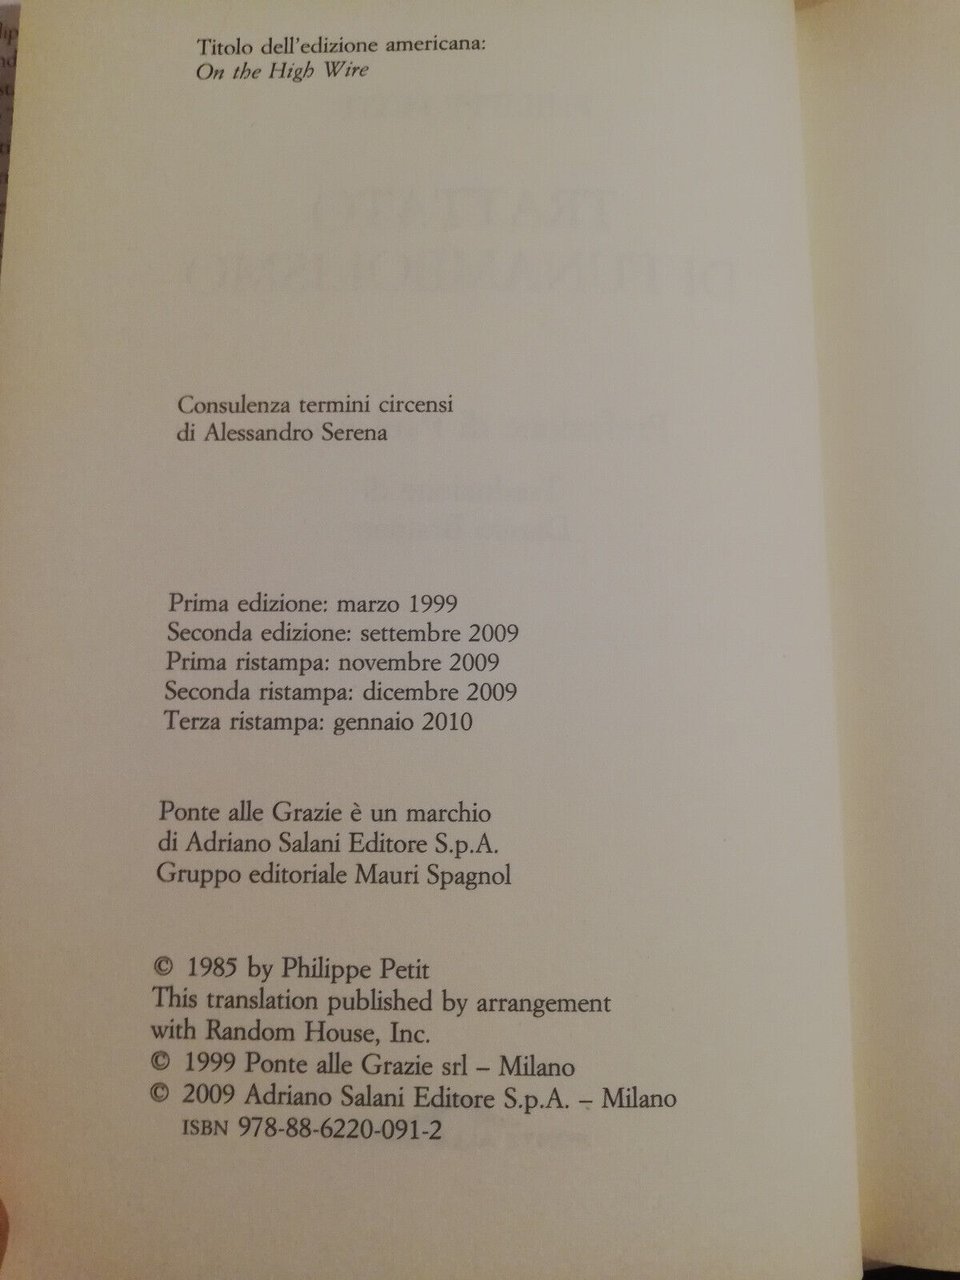 Titolo dell'edizione americana:
On the High Wire
TRATTATO
DI FUNAMBOLISMO
Consulenza termini circensi
di Alessandro Serena
Prima edizione: marzo 1999
Seconda edizione: settembre 2009
Prima ristampa: novembre 2009
Seconda ristampa: dicembre 2009
Terza ristampa: gennaio 2010
Ponte alle Grazie è un marchio
di Adriano Salani Editore S.p.A.
Gruppo editoriale Mauri Spagnol
© 1985 by Philippe Petit
This translation published by arrangement
with Random House, Inc.
© 1999 Ponte alle Grazie srl – Milano
© 2009 Adriano Salani Editore S.p.A. – Milano
ISBN 978-88-6220-091-2